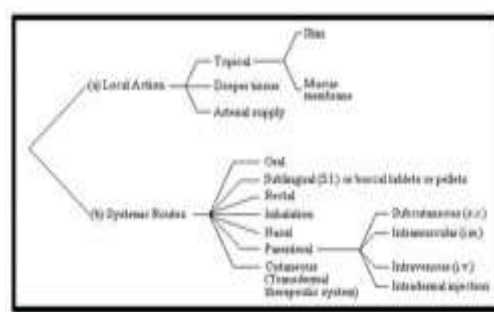 Skin
Topical
(a) Local Action
Deeper tissue
Mucus
membrane
Arterial supply
Oral
Sublingual (S.l.) or buccal tablets or pellets
Rectal
(b) Systemic Routes
Inhalation
Nasal
Parenteral
Cutaneous
(Transdermal
therapeutic system)
Subcutaneous (s.c.)
Intramuscular (i.m.)
Intravenous (i.v.)
Intradermal injection